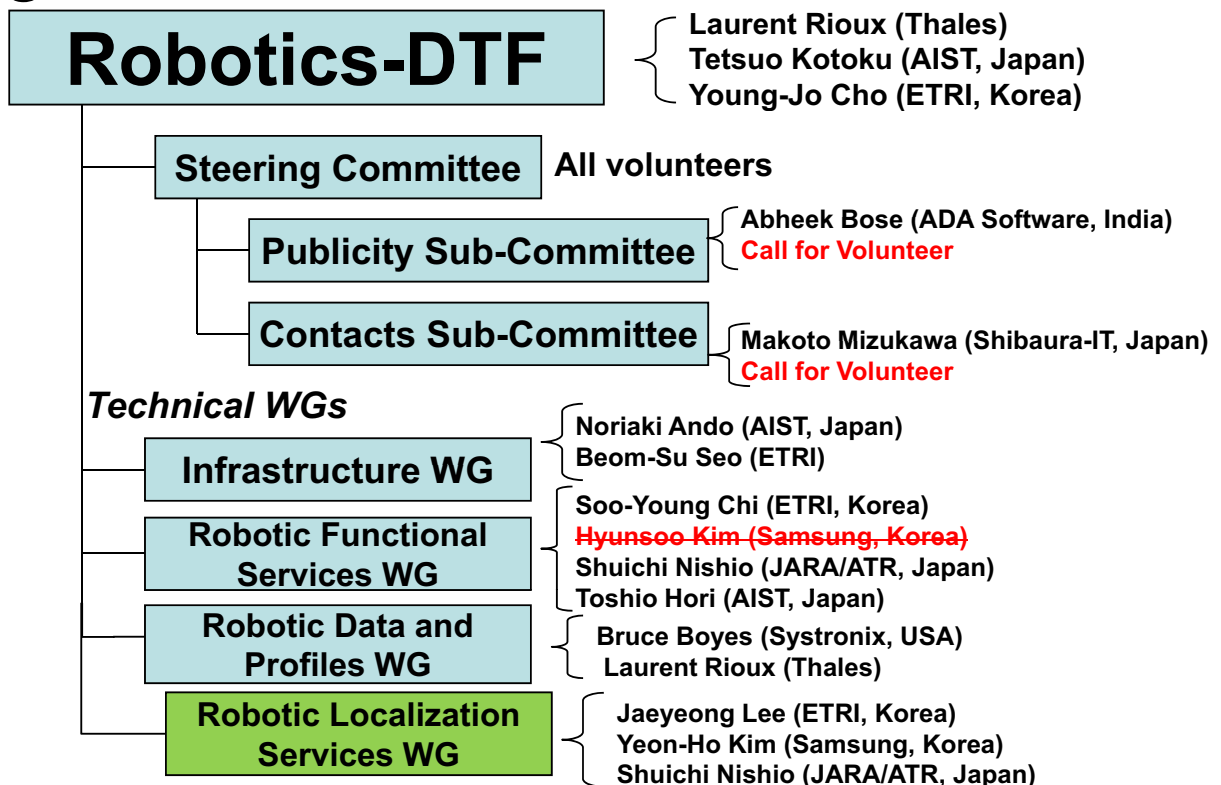 Robotics-DTF
Laurent Rioux (Thales)
Tetsuo Kotoku (AIST, Japan)
Young-Jo Cho (ETRI, Korea)
Steering Committee
All volunteers
Publicity Sub-Committee
Abheek Bose (ADA Software, India)
Call for Volunteer
Contacts Sub-Committee
Makoto Mizukawa (Shibaura-IT, Japan)
Call for Volunteer
Technical WGs
Infrastructure WG
Noriaki Ando (AIST, Japan)
Beom-Su Seo (ETRI)
Robotic Functional
Services WG
Soo-Young Chi (ETRI, Korea)
Hyunsoo Kim (Samsung, Korea)
Shuichi Nishio (JARA/ATR, Japan)
Toshio Hori (AIST, Japan)
Robotic Data and
Profiles WG
Bruce Boyes (Systronix, USA)
Laurent Rioux (Thales)
Robotic Localization
Services WG
Jaeyeong Lee (ETRI, Korea)
Yeon-Ho Kim (Samsung, Korea)
Shuichi Nishio (JARA/ATR, Japan)